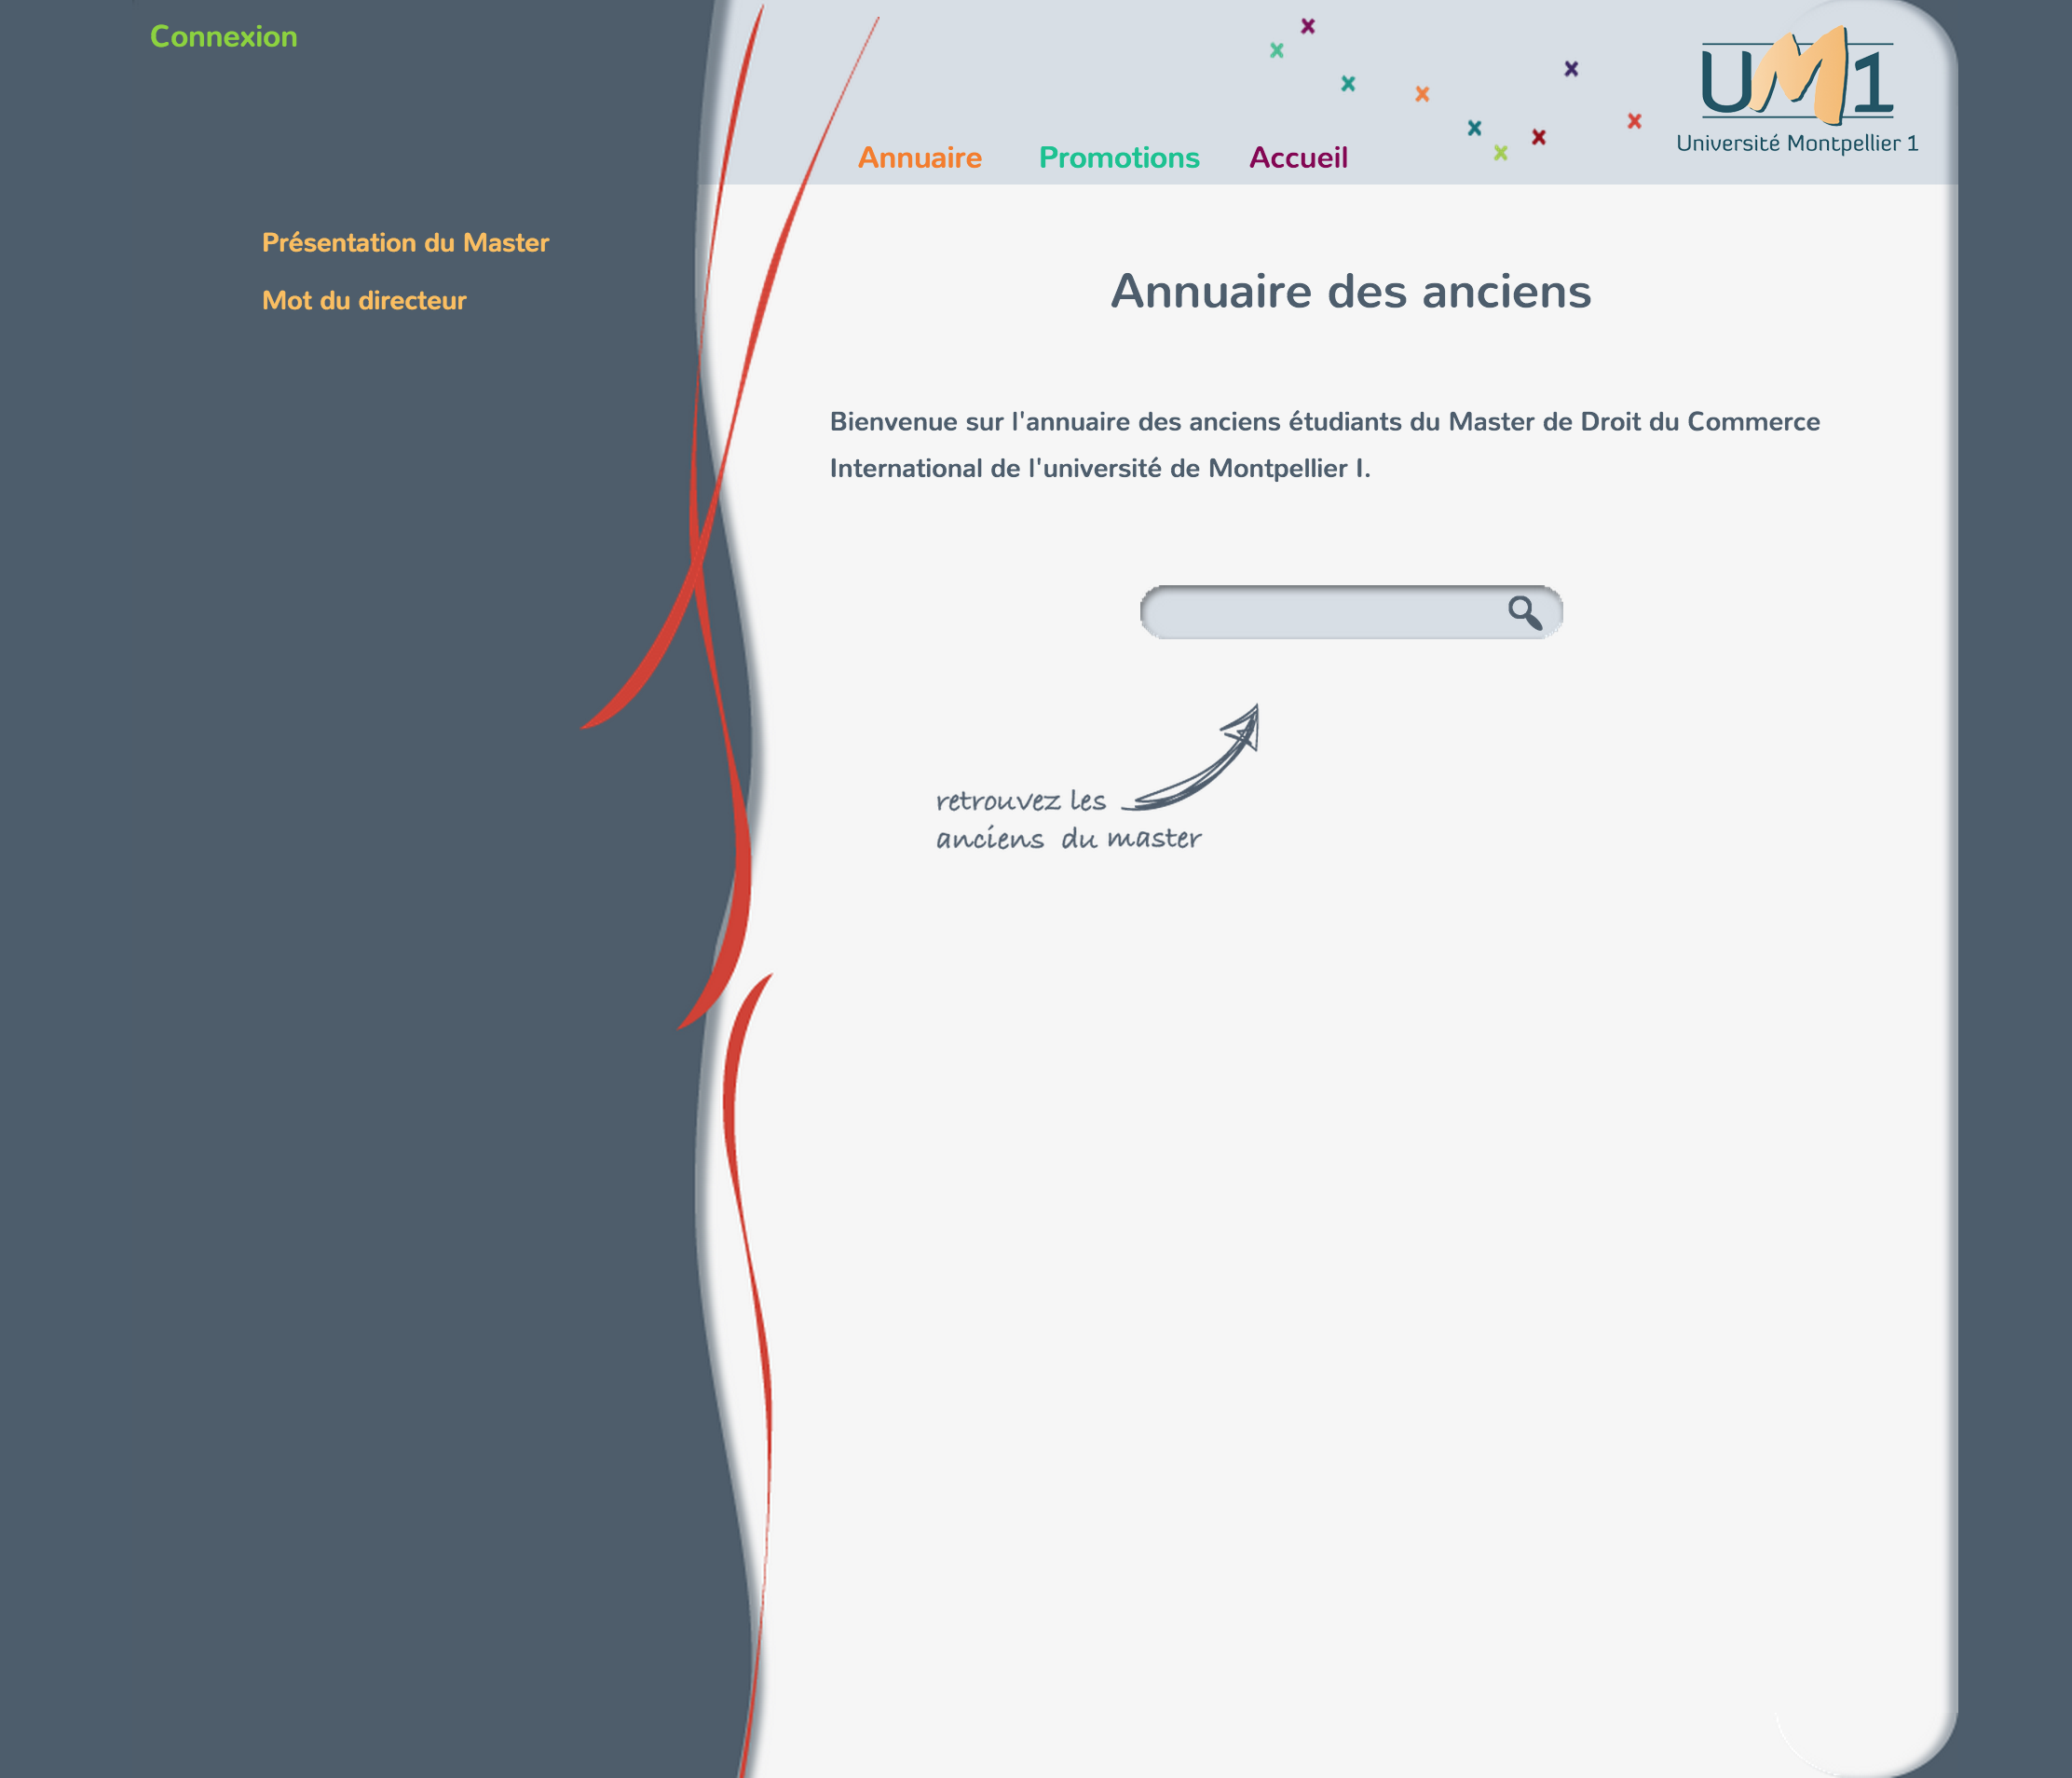 Connexion
Annuaire Promotions Accueil
UM1
Université Montpellier 1
Présentation du Master
Mot du directeur
Annuaire des anciens
Bienvenue sur l'annuaire des anciens étudiants du Master de Droit du Commerce
International de l'université de Montpellier I.
retrouvez les
anciens du master